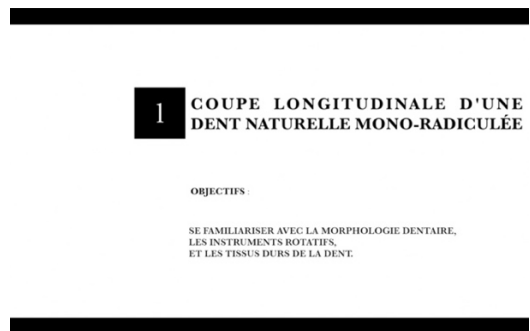 1
COUPE LONGITUDINALE D'UNE
DENT NATURELLE MONO-RADICULÉE
OBJECTIFS :
SE FAMILIARISER AVEC LA MORPHOLOGIE DENTAIRE,
LES INSTRUMENTS ROTATIFS,
ET LES TISSUS DURS DE LA DENT.